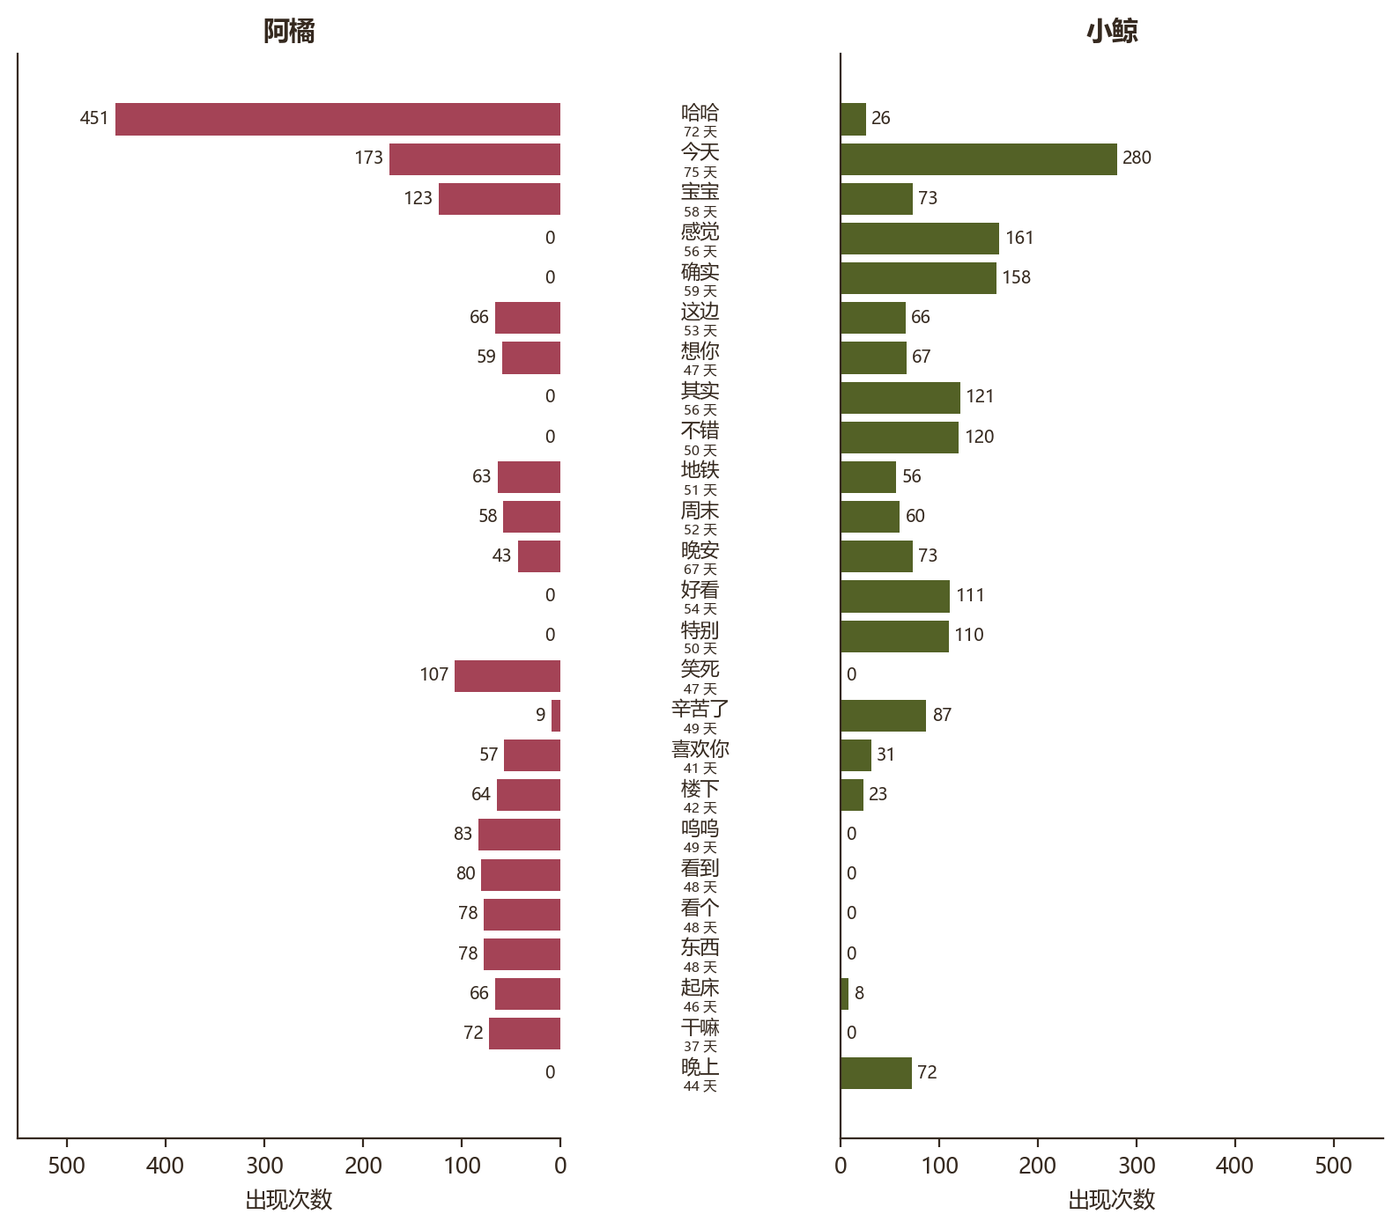 阿橘 小鲸
451 哈哈 26
72 天
173 今天 280
75 天
123 宝宝 73
58 天
0 感觉 161
56 天
0 确实 158
59 天
66 这边 66
53 天
59 想你 67
47 天
0 其实 121
56 天
0 不错 120
50 天
63 地铁 56
51 天
58 周末 60
52 天
43 晚安 73
67 天
0 好看 111
54 天
0 特别 110
50 天
107 笑死 0
47 天
9 辛苦了 87
49 天
57 喜欢你 31
41 天
64 楼下 23
42 天
83 呜呜 0
49 天
80 看到 0
48 天
78 看个 0
48 天
78 东西 0
48 天
66 起床 8
46 天
72 干嘛 0
37 天
0 晚上 72
44 天
500 400 300 200 100 0 0 100 200 300 400 500
出现次数 出现次数